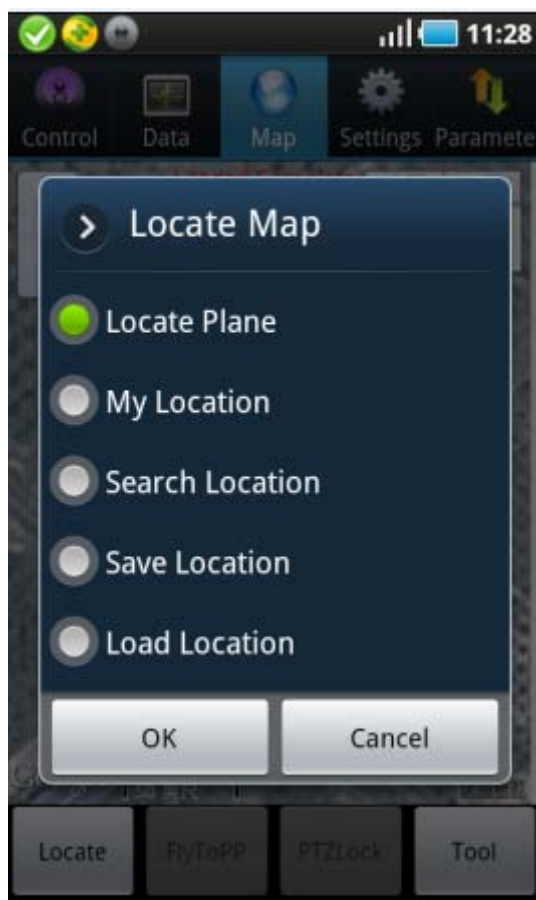 11:28
Control Data Map Settings Paramete
Locate Map
Locate Plane
My Location
Search Location
Save Location
Load Location
OK Cancel
Locate FlyToPP PTZLock Tool